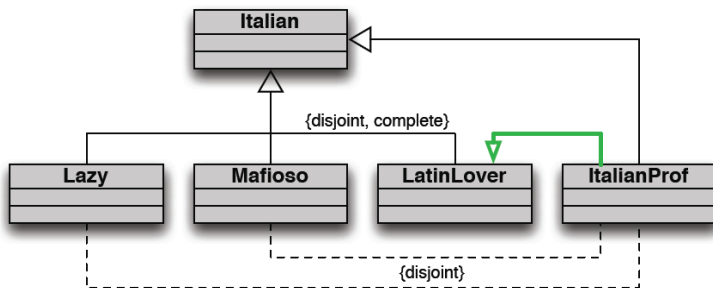 Italian
{disjoint, complete}
Lazy
Mafioso
LatinLover
ItalianProf
{disjoint}